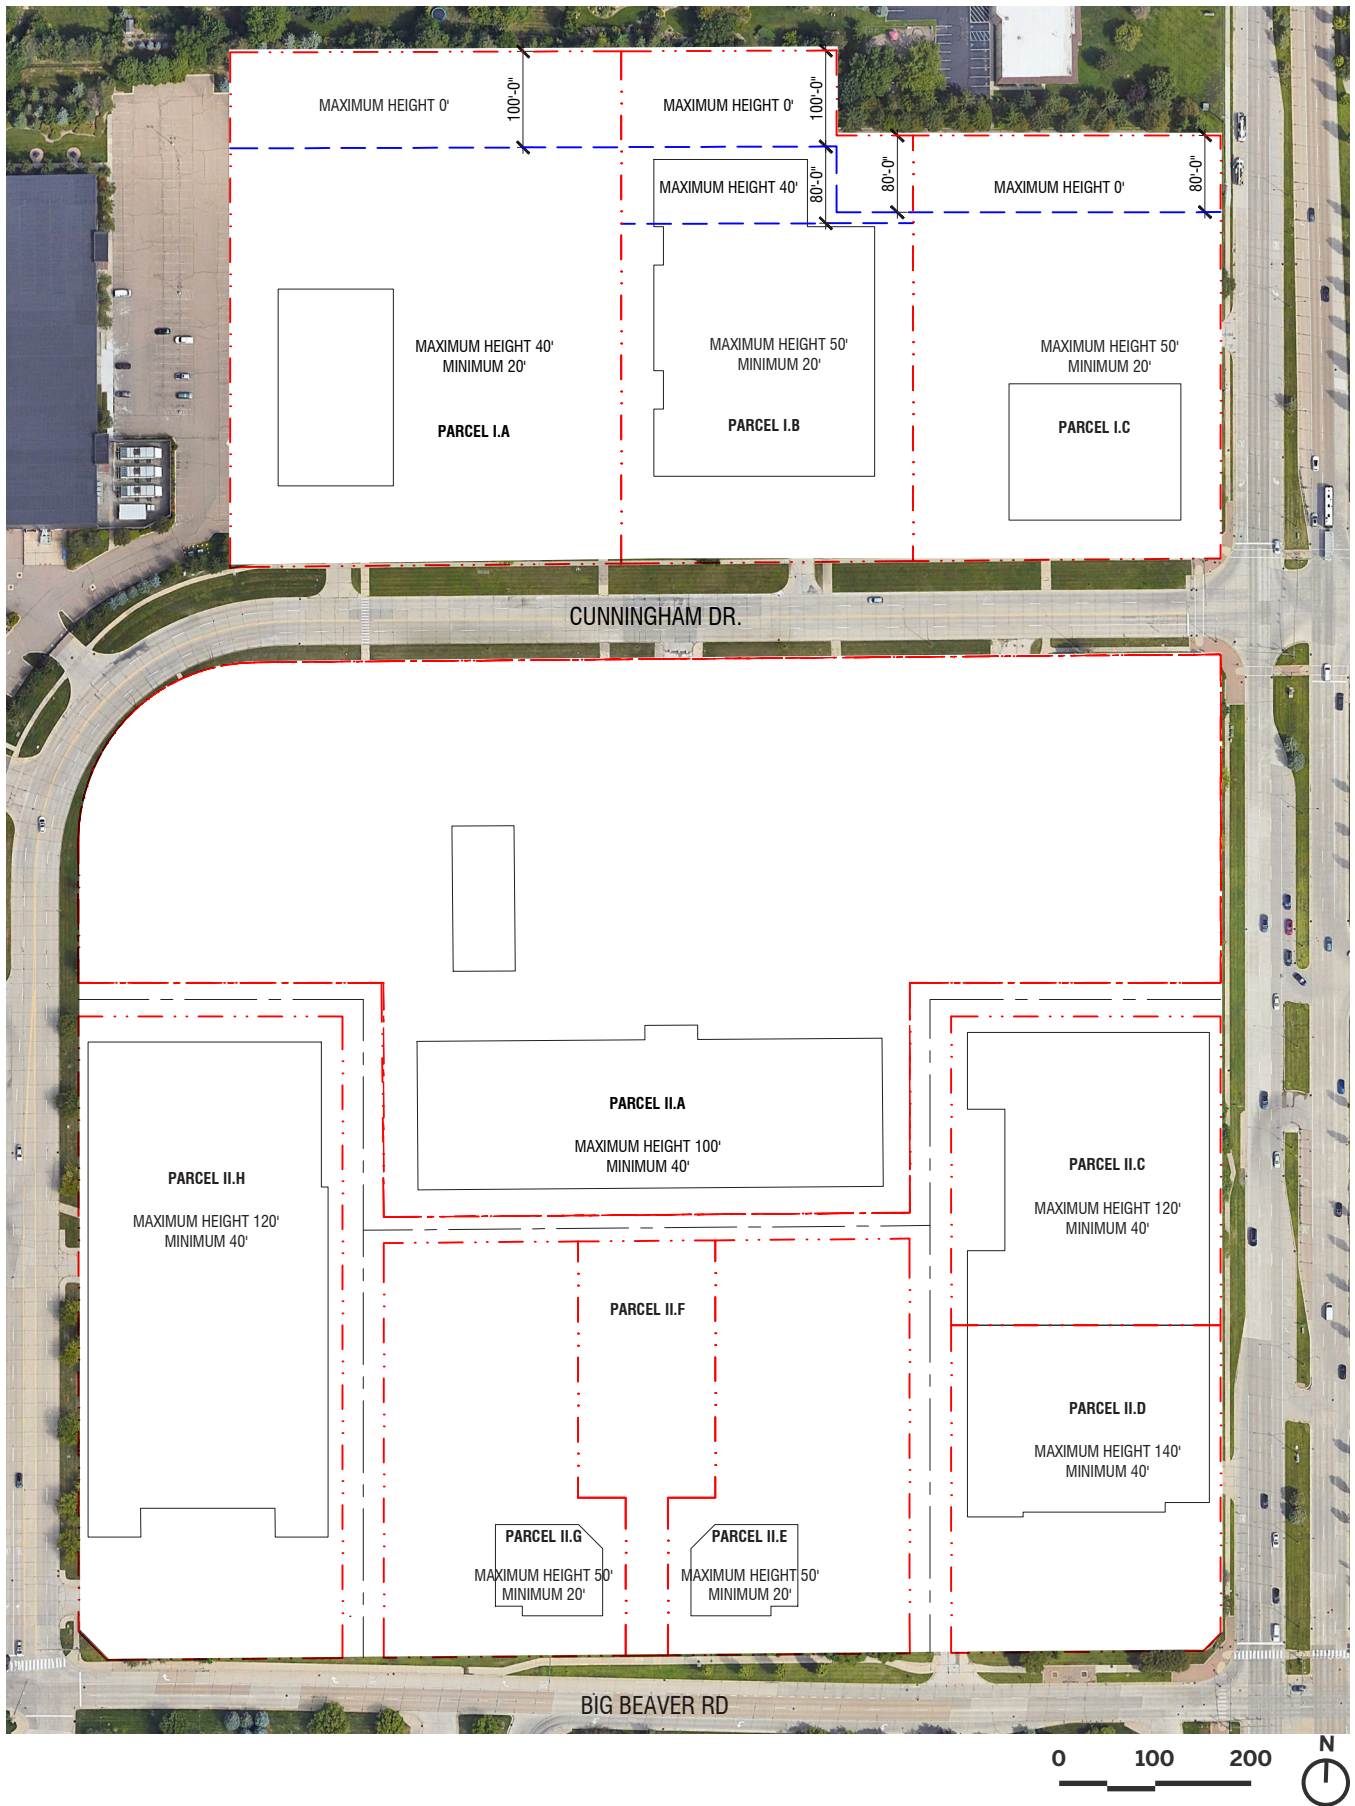 MAXIMUM HEIGHT 0'
100'-0"
MAXIMUM HEIGHT 0'
100'-0"
MAXIMUM HEIGHT 40'
80'-0"
80'-0"
MAXIMUM HEIGHT 0'
80'-0"
MAXIMUM HEIGHT 40'
MINIMUM 20'
PARCEL I.A
MAXIMUM HEIGHT 50'
MINIMUM 20'
PARCEL I.B
MAXIMUM HEIGHT 50'
MINIMUM 20'
PARCEL I.C
CUNNINGHAM DR.
PARCEL II.A
MAXIMUM HEIGHT 100'
MINIMUM 40'
PARCEL II.H
MAXIMUM HEIGHT 120'
MINIMUM 40'
PARCEL II.C
MAXIMUM HEIGHT 120'
MINIMUM 40'
PARCEL II.F
PARCEL II.D
MAXIMUM HEIGHT 140'
MINIMUM 40'
PARCEL II.G
MAXIMUM HEIGHT 50'
MINIMUM 20'
PARCEL II.E
MAXIMUM HEIGHT 50'
MINIMUM 20'
BIG BEAVER RD
0 100 200
N